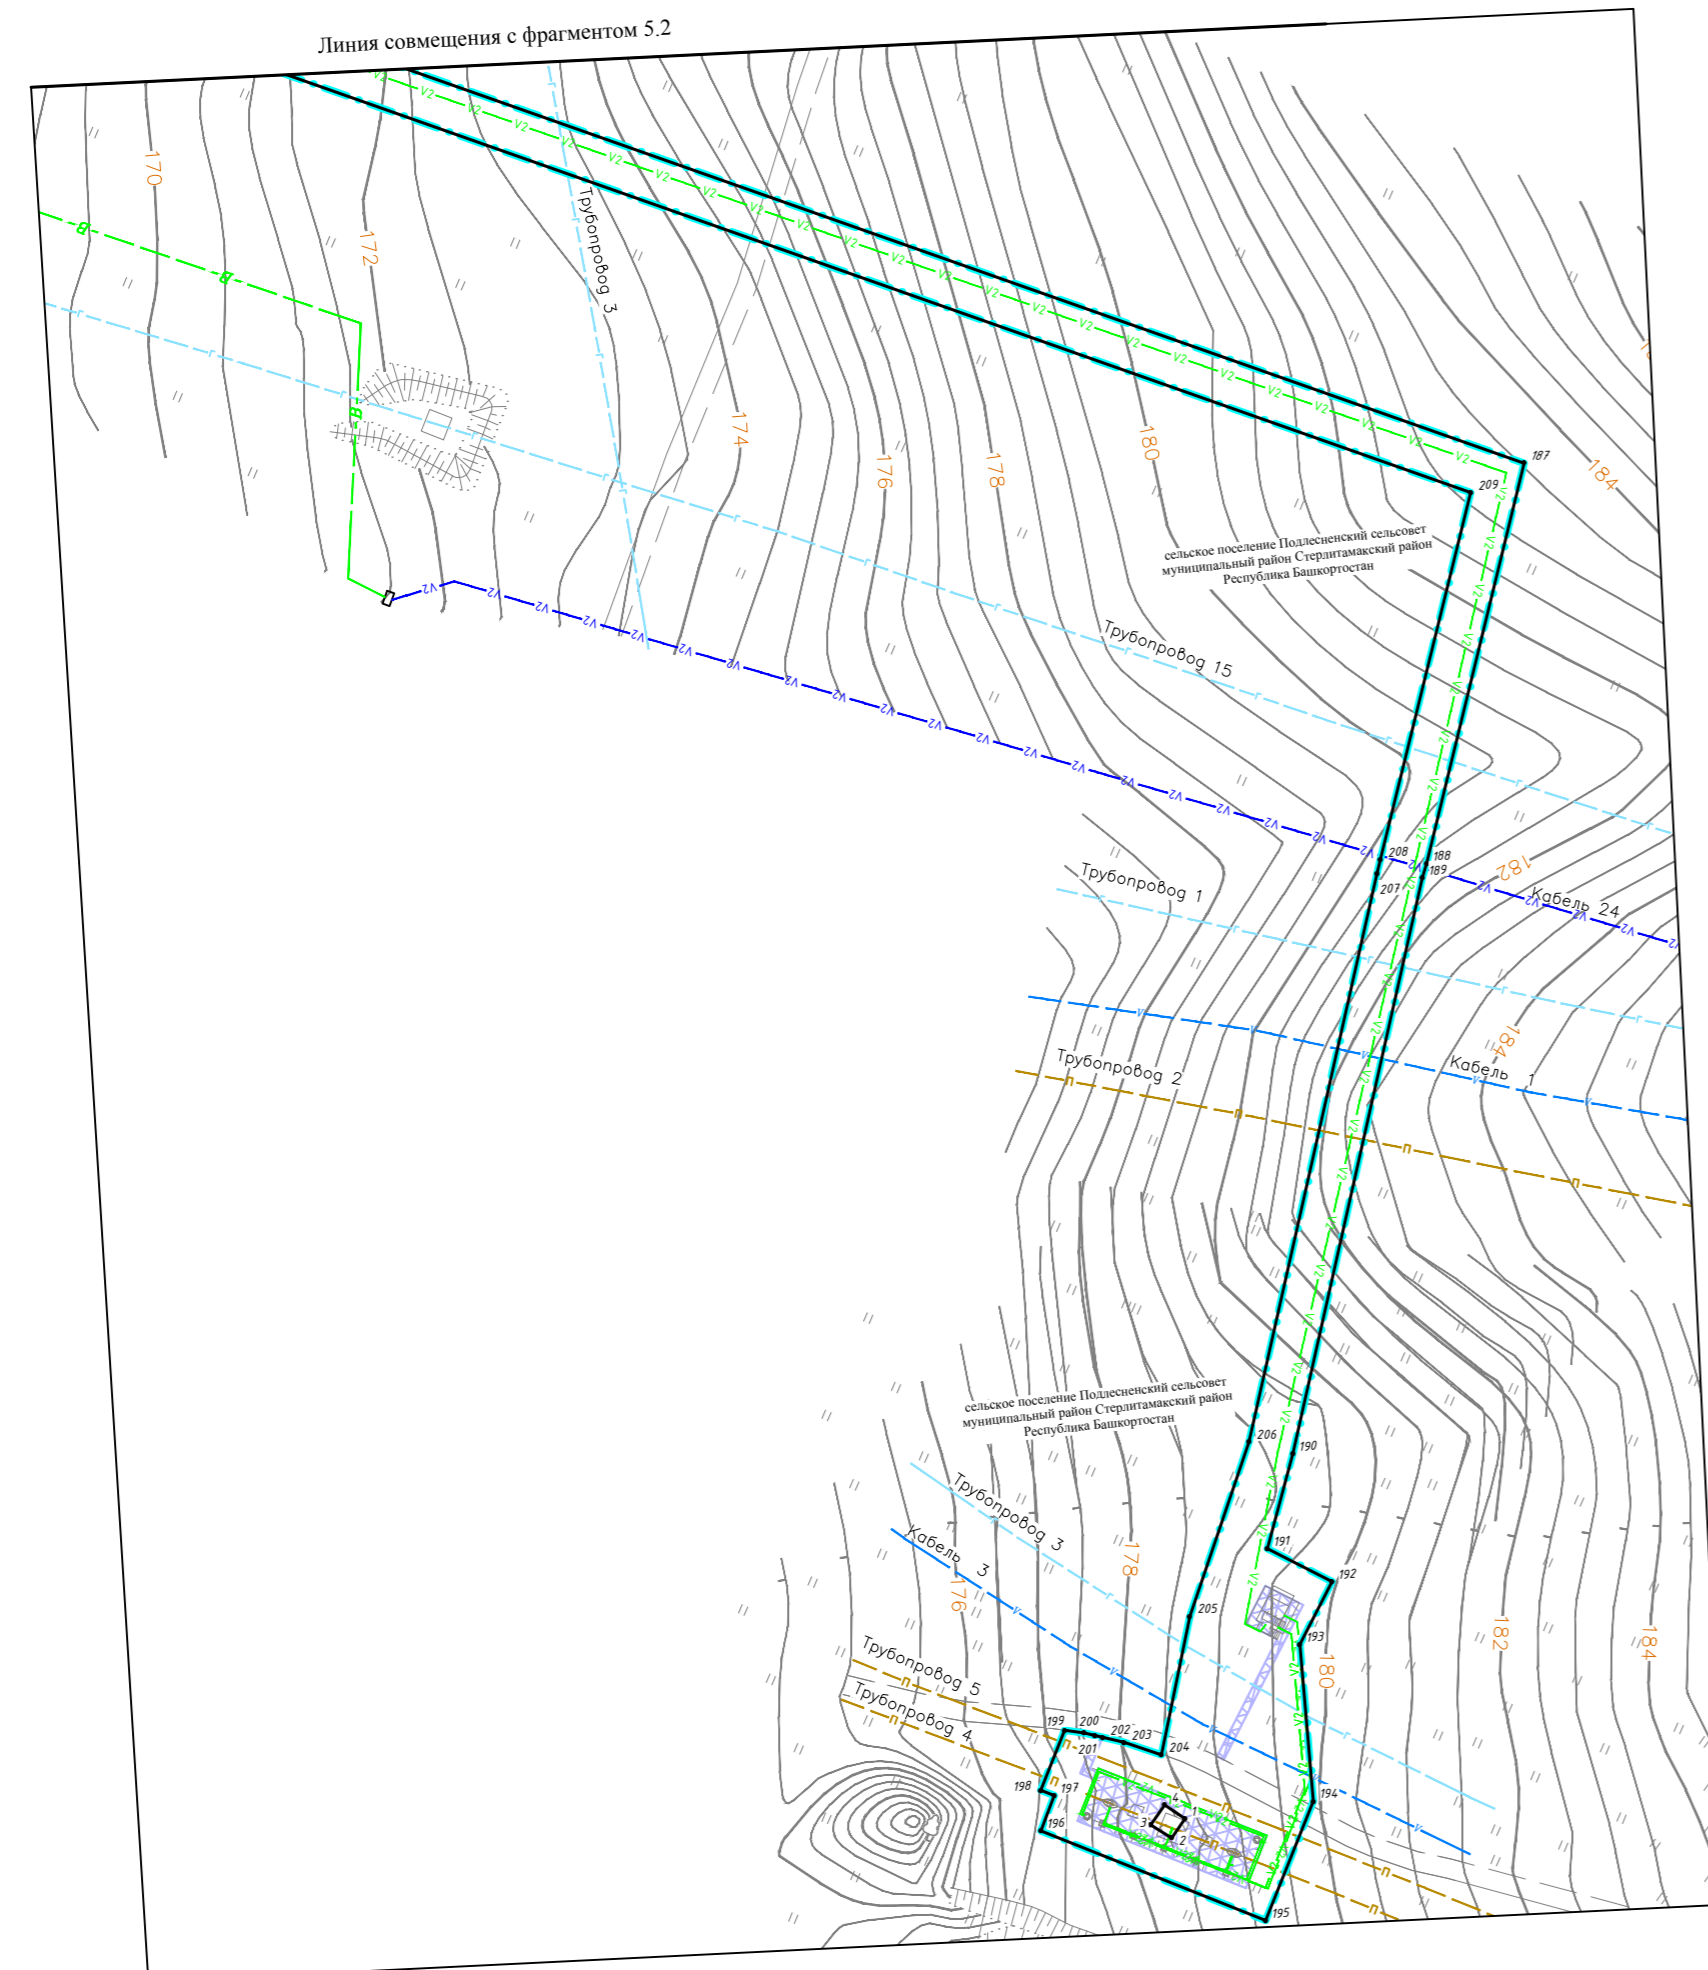 Линия совмещения с фрагментом 5.2
170
172
Трубопровод 3
174
176
178
180
184
187
209
сельское поселение Подлесненский сельсовет
муниципальный район Стерлитамакский район
Республика Башкортостан
Трубопровод 15
208
188
189
207
182
Кабель 24
Трубопровод 1
184
Кабель 1
Трубопровод 2
сельское поселение Подлесненский сельсовет
муниципальный район Стерлитамакский район
Республика Башкортостан
206
190
Трубопровод 3
Кабель 3
176
178
191
192
205
193
180
182
184
Трубопровод 5
Трубопровод 4
199
200
201
202
203
204
198
197
194
196
4
1
3
2
195